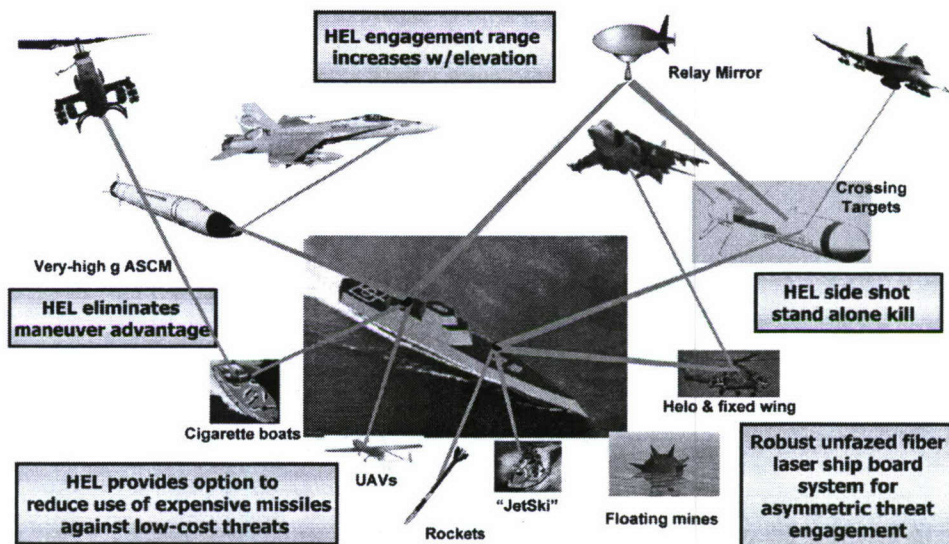 HEL engagement range
increases w/elevation
Relay Mirror
Crossing
Targets
Very-high g ASCM
HEL eliminates
maneuver advantage
HEL side shot
stand alone kill
Cigarette boats
Helo & fixed wing
UAVs
"JetSki"
Rockets
Floating mines
HEL provides option to
reduce use of expensive missiles
against low-cost threats
Robust unfazed fiber
laser ship board
system for
asymmetric threat
engagement